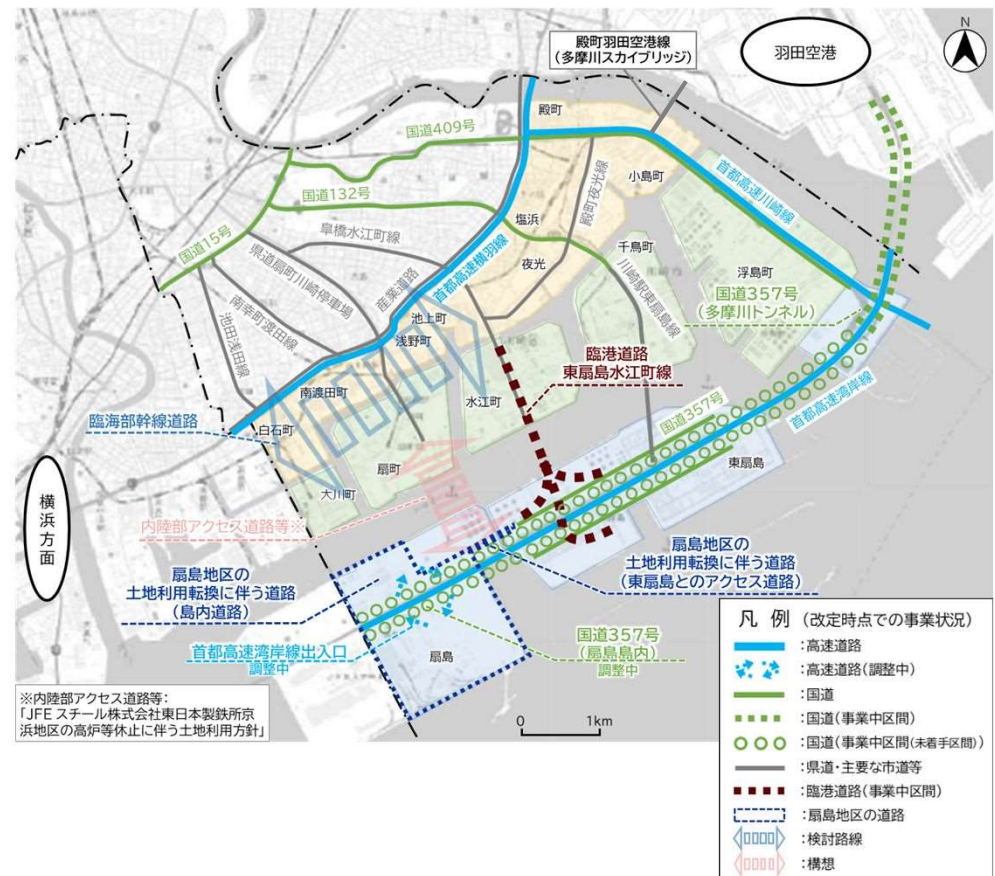 殿町羽田空港線
(多摩川スカイブリッジ)
羽田空港
N
殿町
国道409号
小島町
首都高速川崎線
国道132号
殿町夜光線
塩浜
皐橋水江町線
国道15号
県道扇町川崎停車場
産業道路
首都高速横羽線
夜光
千鳥町
川崎駅東扇島線
浮島町
国道357号
(多摩川トンネル)
南幸町渡田線
池田浅田線
池上町
浅野町
臨港道路
東扇島水江町線
南渡田町
水江町
国道357号
首都高速湾岸線
臨海部幹線道路
白石町
扇町
東扇島
大川町
横浜方面
内陸部アクセス道路等※
扇島地区の
土地利用転換に伴う道路
(島内道路)
扇島地区の
土地利用転換に伴う道路
(東扇島とのアクセス道路)
首都高速湾岸線出入口
調整中
扇島
国道357号
(扇島島内)
調整中
※内陸部アクセス道路等:
「JFEスチール株式会社東日本製鉄所京
浜地区の高炉等休止に伴う土地利用方針」
0 1km
凡 例 (改定時点での事業状況)
:高速道路
:高速道路(調整中)
:国道
:国道(事業中区間)
:国道(事業中区間(未着手区間))
:県道・主要な市道等
:臨港道路(事業中区間)
:扇島地区の道路
:検討路線
:構想